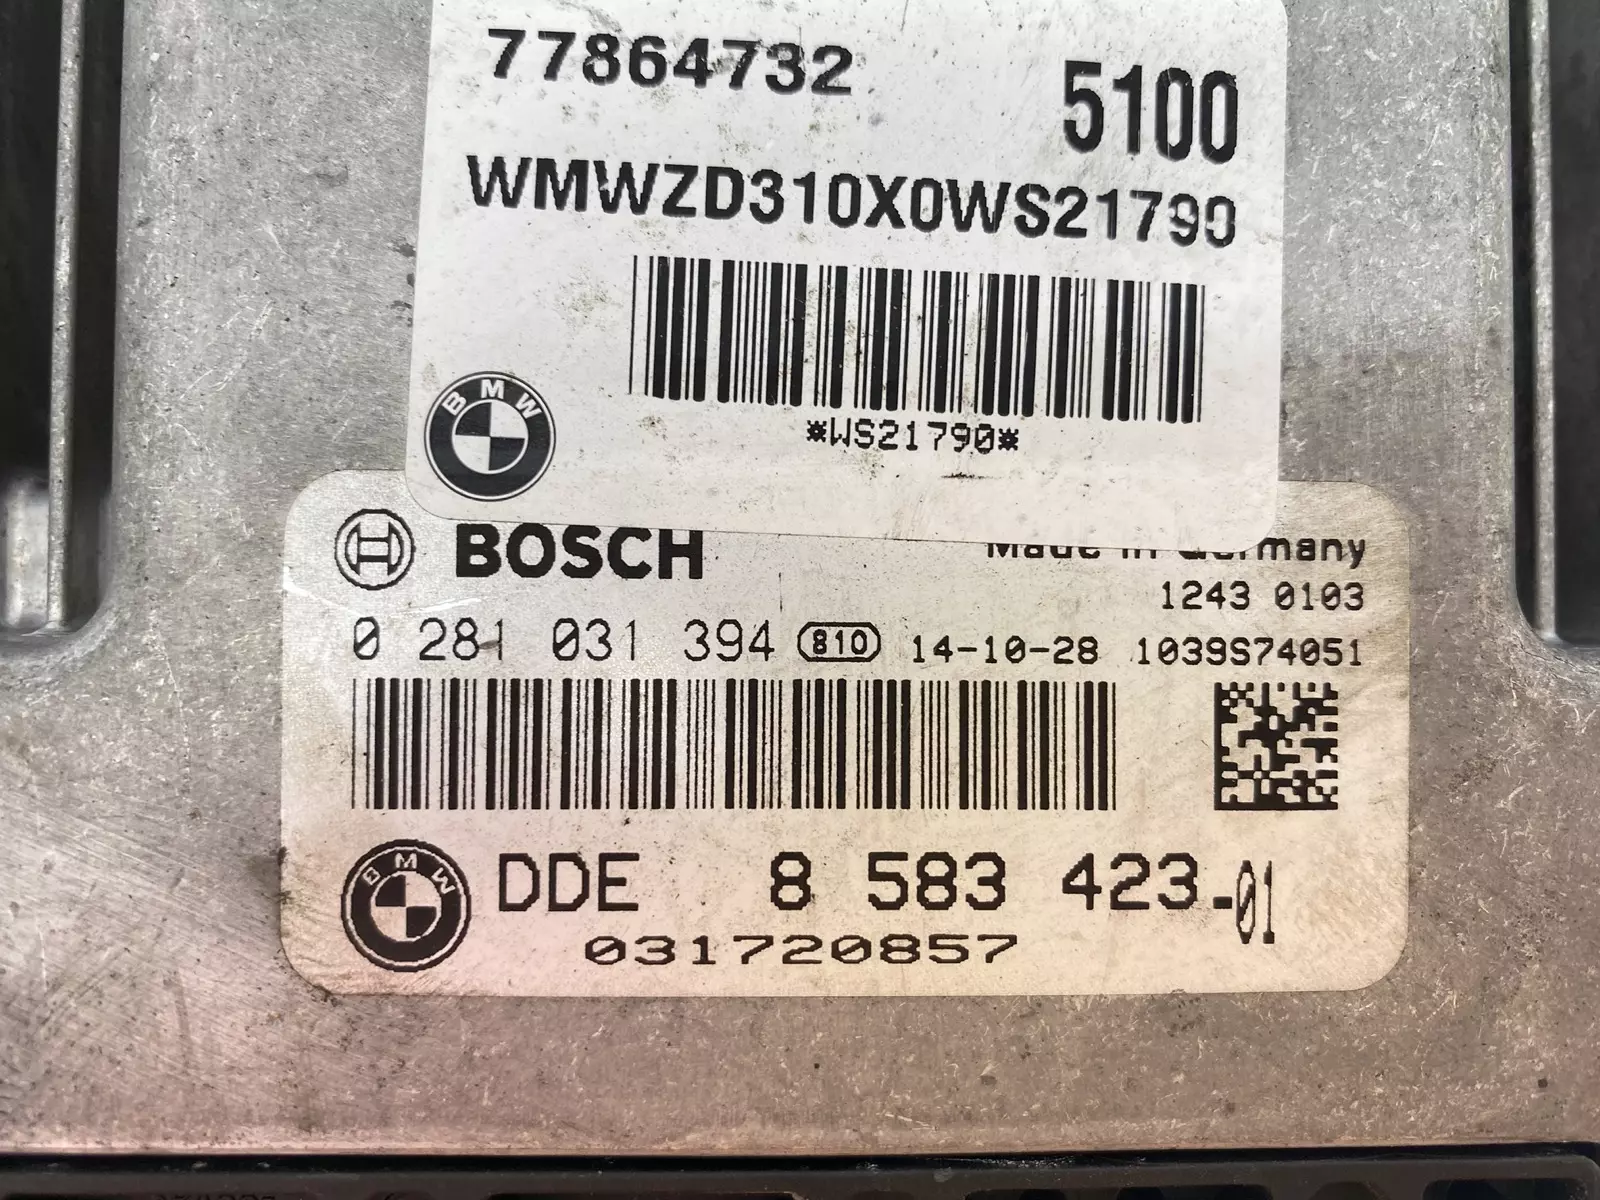 77864732
5100
WMWZD310X0WS21790
*WS21790*
BMW
BOSCH
Made in Germany
1243 0103
0 281 031 394 810 14-10-28 1039S74051
BMW
DDE 8 583 423-01
031720857